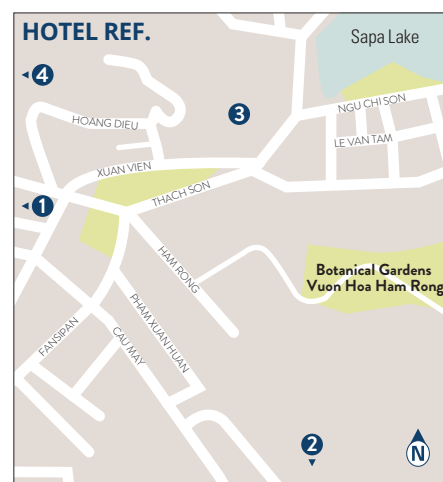 HOTEL REF.
Sapa Lake
4
3
NGU CHI SON
HOANG DIEU
LE VAN TAM
XUAN VIEN
THACH SON
1
HAM RONG
Botanical Gardens
Vuon Hoa Ham Rong
PHAM XUAN HUAN
FANSIPAN
CAU MAY
2
N